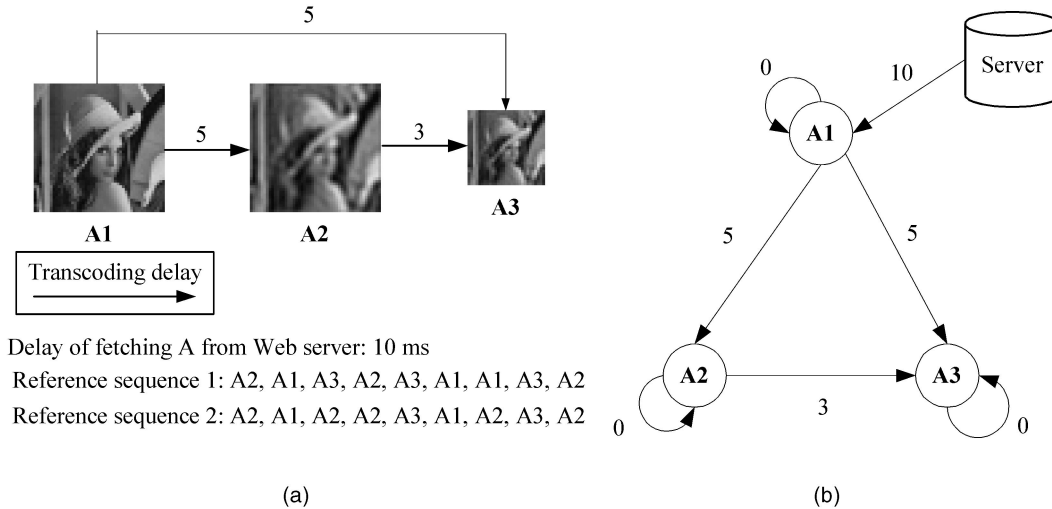 5
5
3
A1
A2
A3
Transcoding delay
Delay of fetching A from Web server: 10 ms
Reference sequence 1: A2, A1, A3, A2, A3, A1, A1, A3, A2
Reference sequence 2: A2, A1, A2, A2, A3, A1, A2, A3, A2
(a)
Server
10
0
A1
5
5
A2
A3
3
0
0
(b)